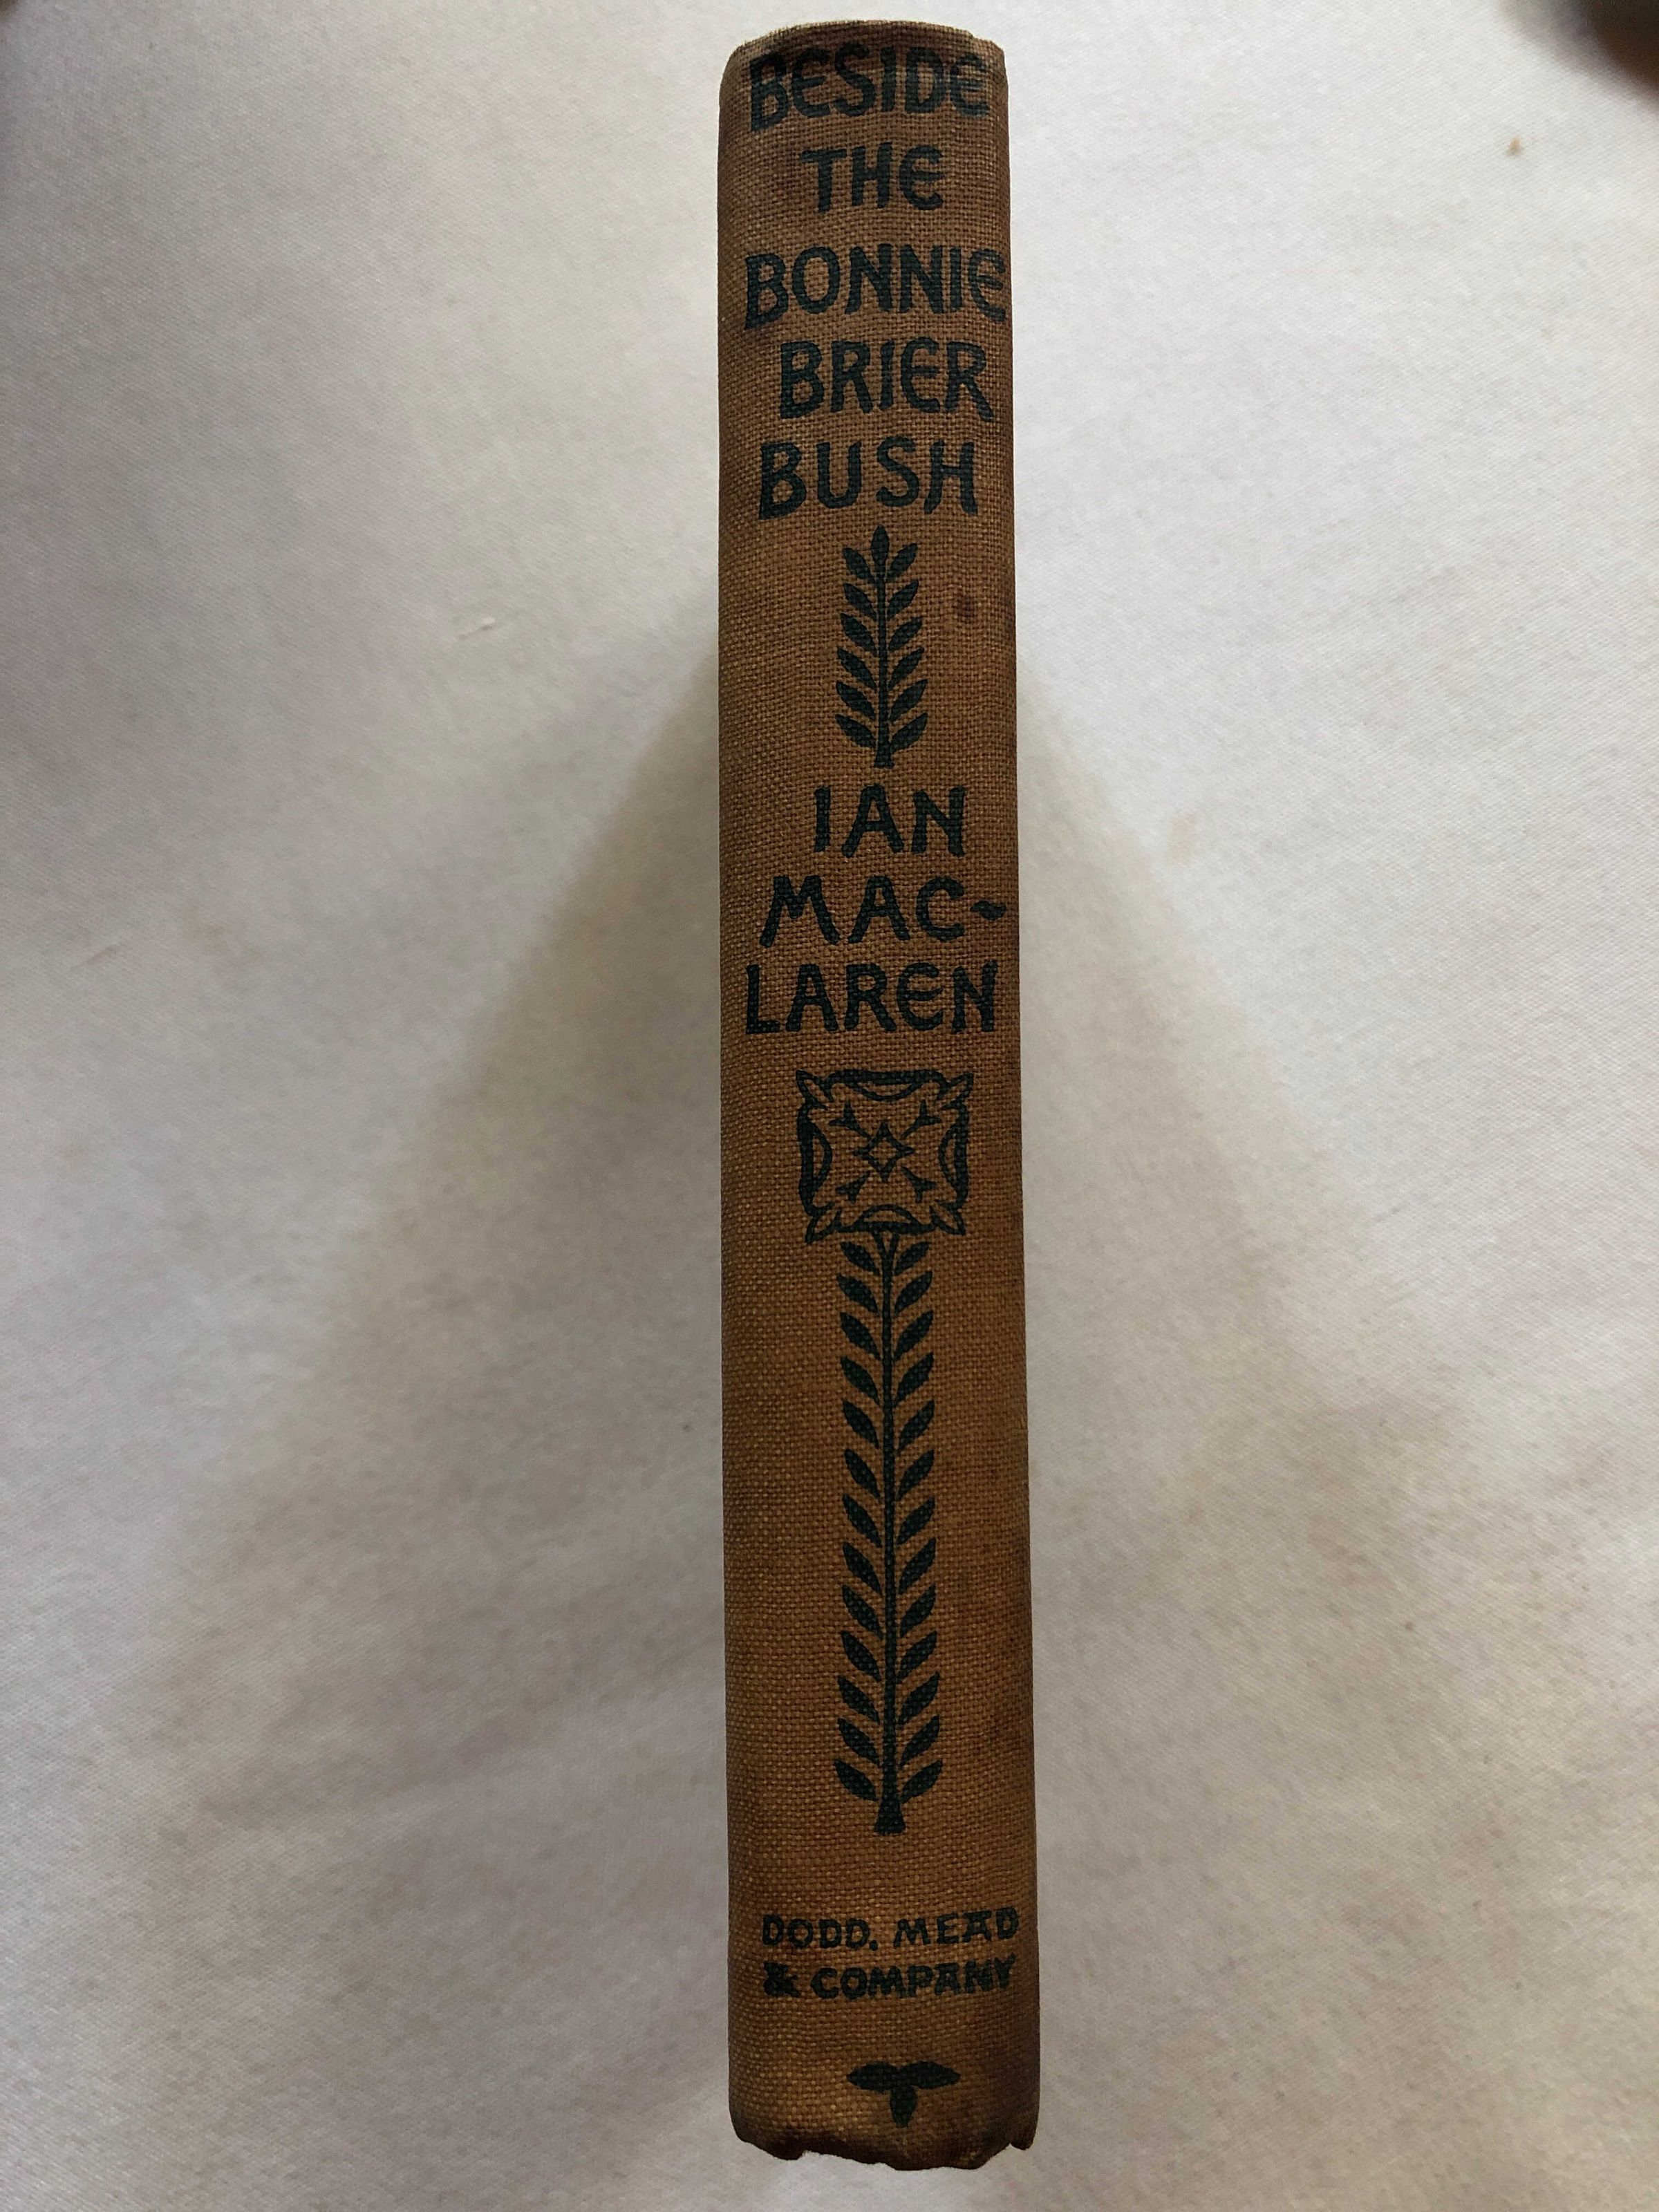 BESIDE
THE
BONNIE
BRIER
BUSH
IAN
MAC-
LAREN
DODD, MEAD
& COMPANY